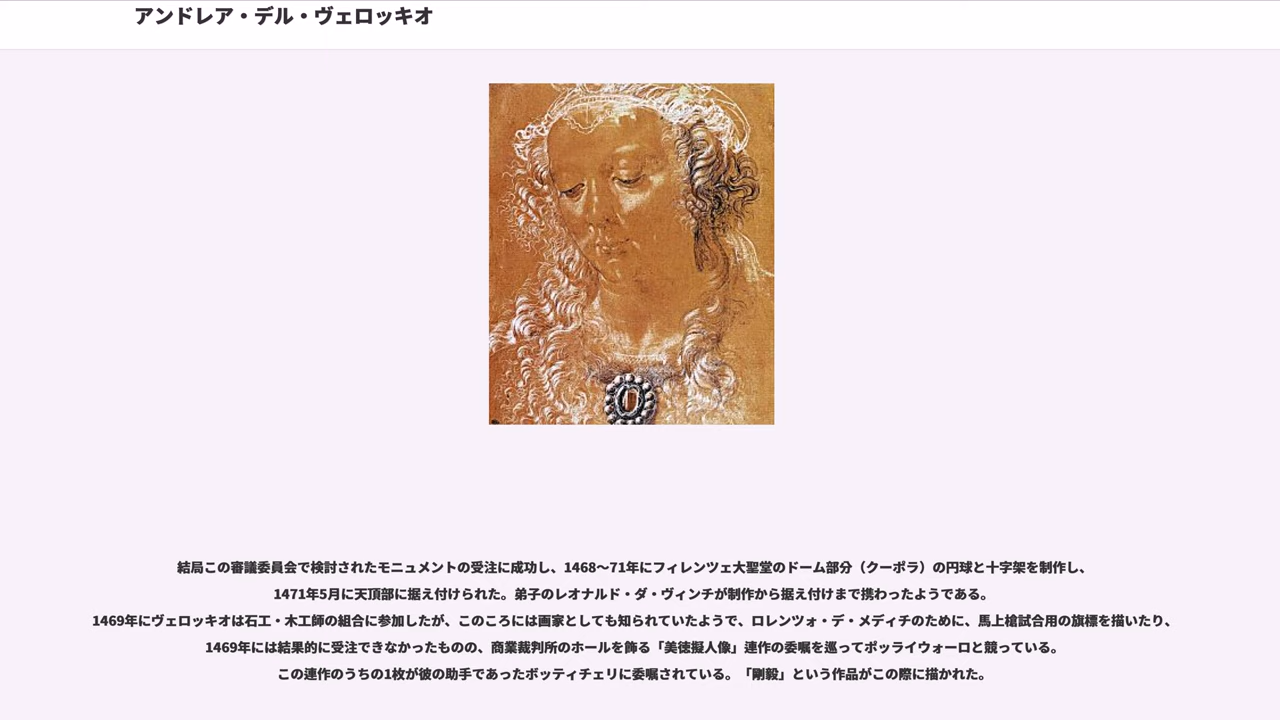 アンドレア・デル・ヴェロッキオ
結局この審議委員会で検討されたモニュメントの受注に成功し、1468〜71年にフィレンツェ大聖堂のドーム部分（クーポラ）の円球と十字架を制作し、
1471年5月に天頂部に据え付けられた。弟子のレオナルド・ダ・ヴィンチが制作から据え付けまで携わったようである。
1469年にヴェロッキオは石工・木工師の組合に参加したが、このころには画家としても知られていたようで、ロレンツォ・デ・メディチのために、馬上槍試合用の旗標を描いたり、
1469年には結果的に受注できなかったものの、商業裁判所のホールを飾る「美徳擬人像」連作の委嘱を巡ってポッライウォーロと競っている。
この連作のうちの1枚が彼の助手であったボッティチェリに委嘱されている。「剛毅」という作品がこの際に描かれた。